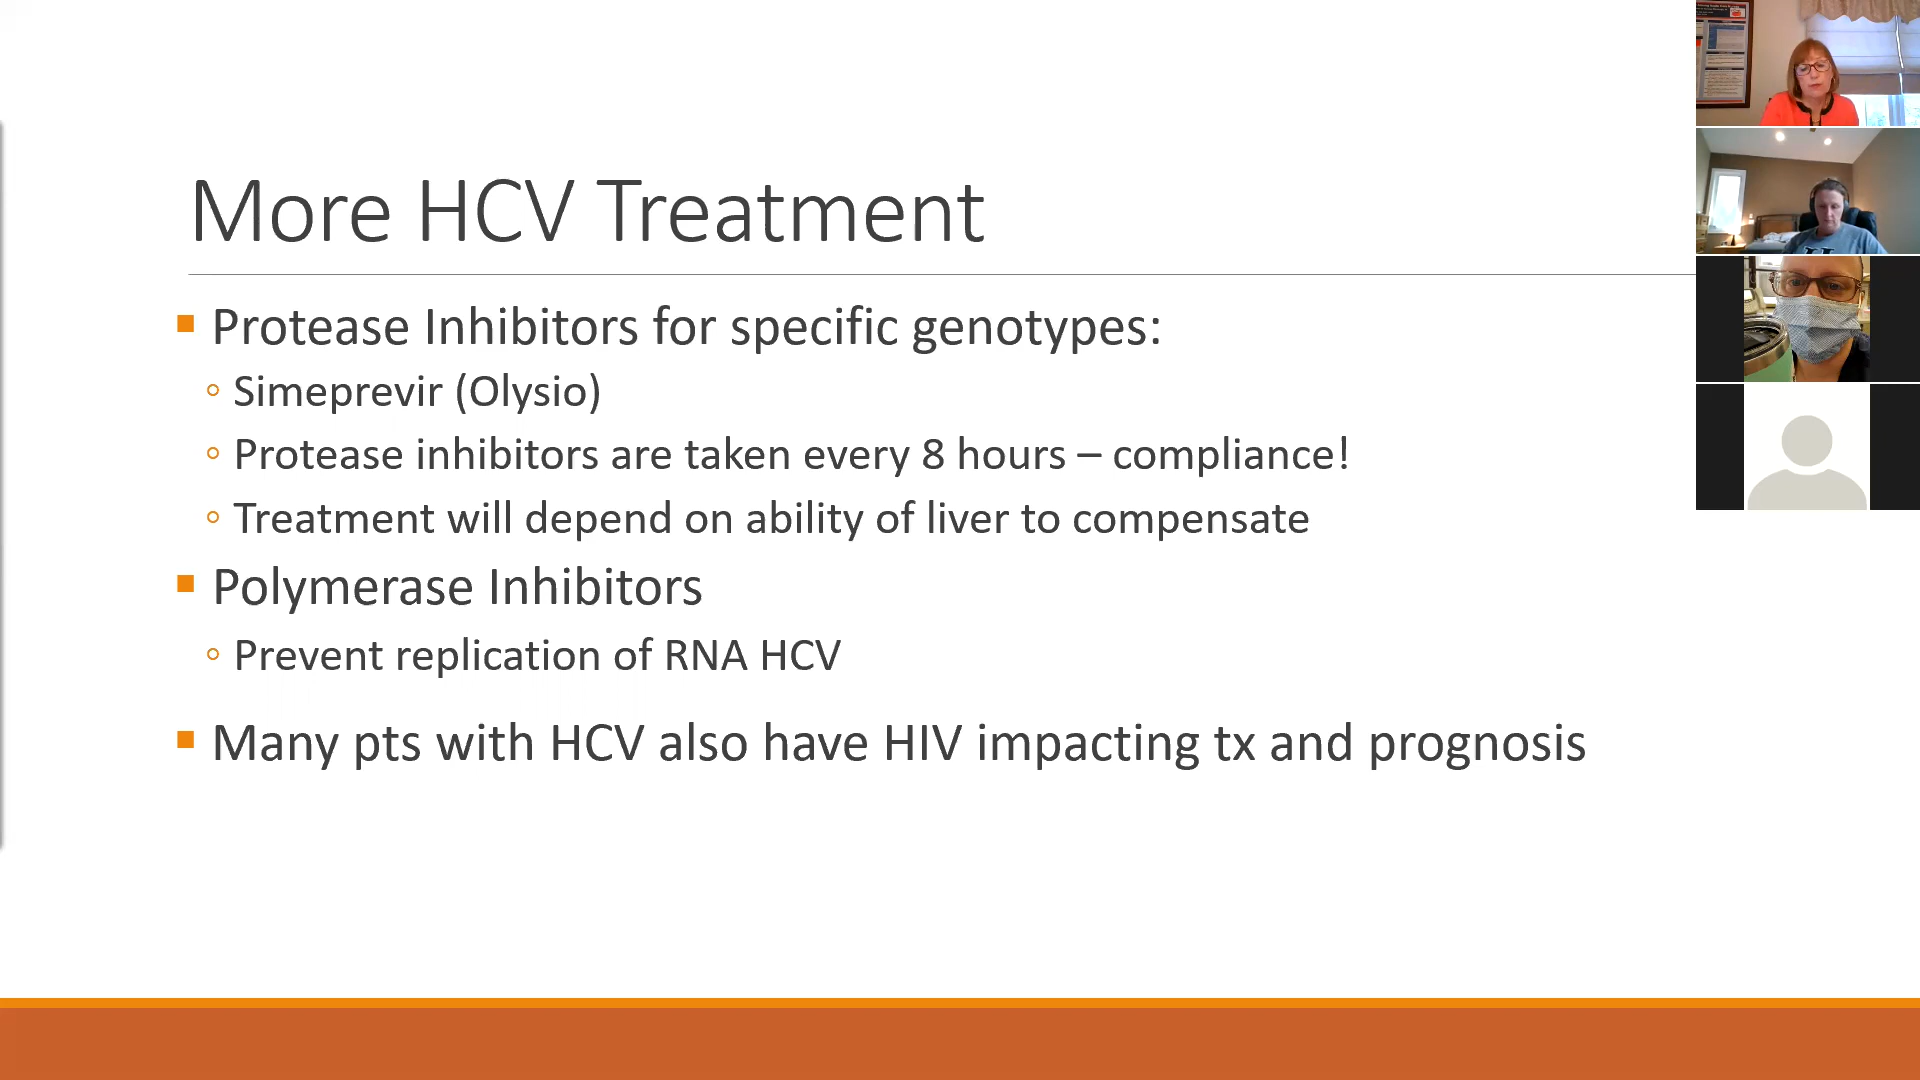 More HCV Treatment
Protease Inhibitors for specific genotypes:
Simeprevir (Olysio)
Protease inhibitors are taken every 8 hours – compliance!
Treatment will depend on ability of liver to compensate
Polymerase Inhibitors
Prevent replication of RNA HCV
Many pts with HCV also have HIV impacting tx and prognosis